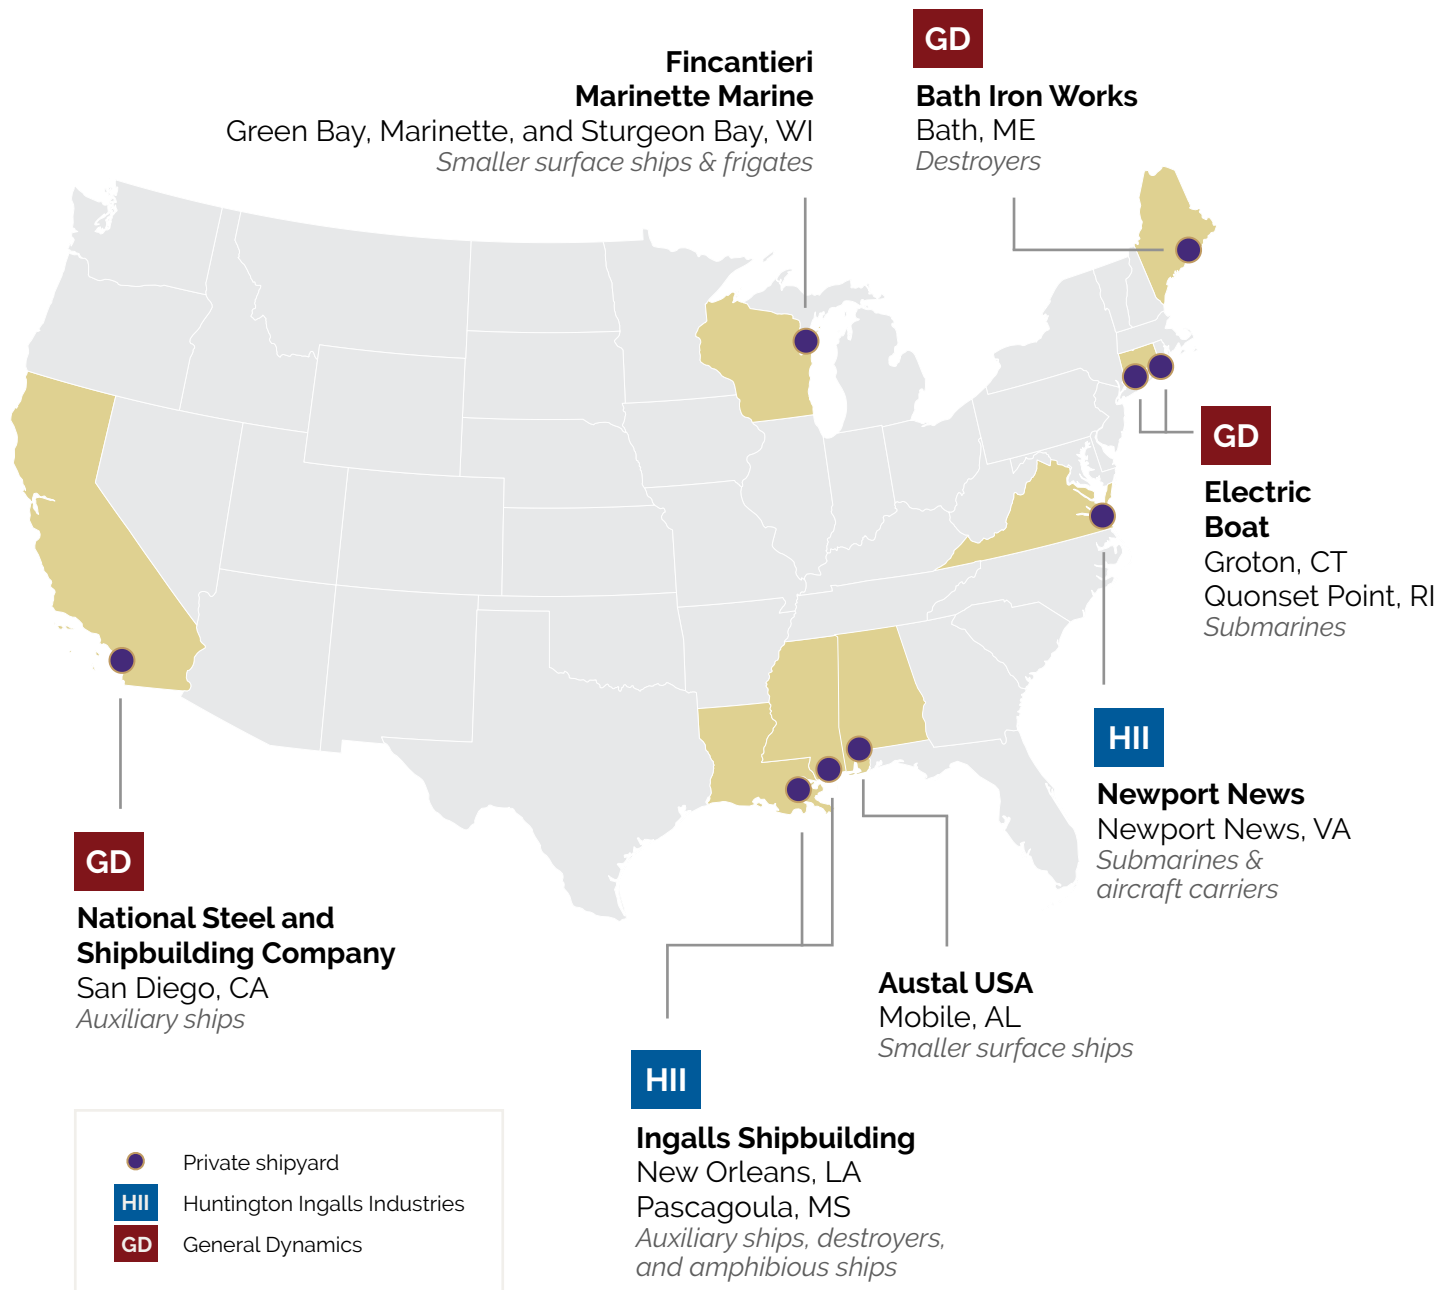 Fincantieri
Marinette Marine
Green Bay, Marinette, and Sturgeon Bay, WI
Smaller surface ships & frigates
GD
Bath Iron Works
Bath, ME
Destroyers
GD
Electric
Boat
Groton, CT
Quonset Point, RI
Submarines
HII
Newport News
Newport News, VA
Submarines &
aircraft carriers
GD
National Steel and
Shipbuilding Company
San Diego, CA
Auxiliary ships
Austal USA
Mobile, AL
Smaller surface ships
HII
Ingalls Shipbuilding
New Orleans, LA
Pascagoula, MS
Auxiliary ships, destroyers,
and amphibious ships
Private shipyard
HII Huntington Ingalls Industries
GD General Dynamics